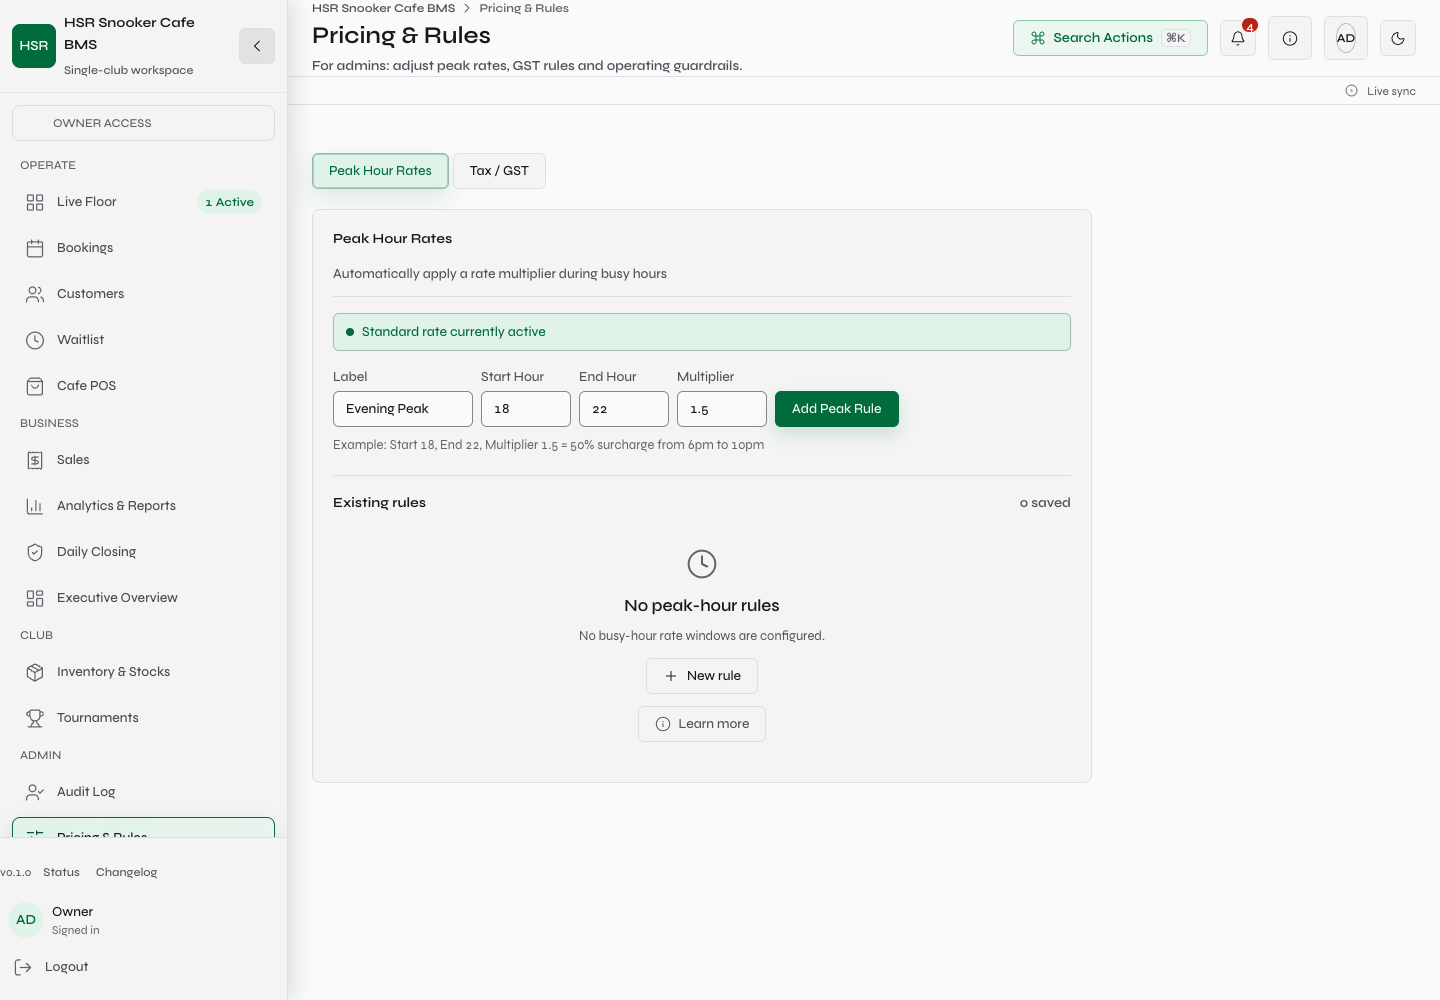 HSR
HSR Snooker Cafe
BMS
Single-club workspace
OWNER ACCESS
OPERATE
Live Floor
1 Active
Bookings
Customers
Waitlist
Cafe POS
BUSINESS
Sales
Analytics & Reports
Daily Closing
Executive Overview
CLUB
Inventory & Stocks
Tournaments
ADMIN
Audit Log
Pricing & Rules
v0.1.0 Status Changelog
AD
Owner
Signed in
Logout
HSR Snooker Cafe BMS > Pricing & Rules
Pricing & Rules
For admins: adjust peak rates, GST rules and operating guardrails.
Search Actions ⌘K
4
AD
Live sync
Peak Hour Rates
Tax / GST
Peak Hour Rates
Automatically apply a rate multiplier during busy hours
Standard rate currently active
Label Start Hour End Hour Multiplier
Evening Peak 18 22 1.5 Add Peak Rule
Example: Start 18, End 22, Multiplier 1.5 = 50% surcharge from 6pm to 10pm
Existing rules 0 saved
No peak-hour rules
No busy-hour rate windows are configured.
New rule
Learn more